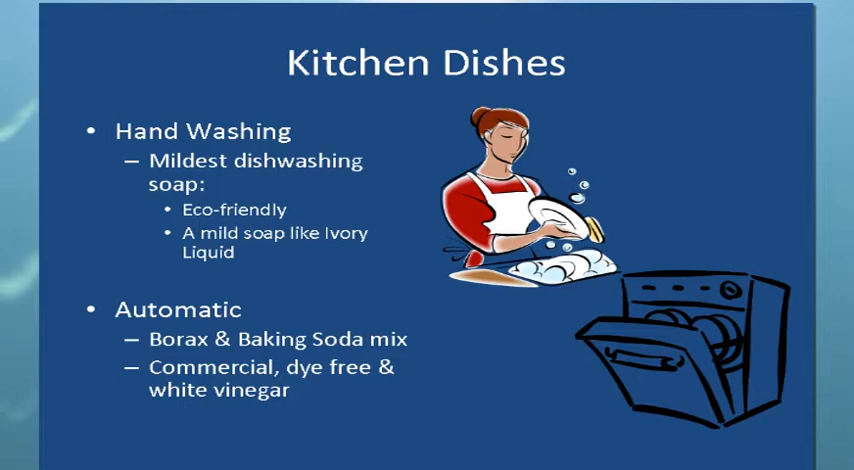 Kitchen Dishes
• Hand Washing
– Mildest dishwashing
soap:
• Eco-friendly
• A mild soap like Ivory
Liquid
• Automatic
– Borax & Baking Soda mix
– Commercial, dye free &
white vinegar